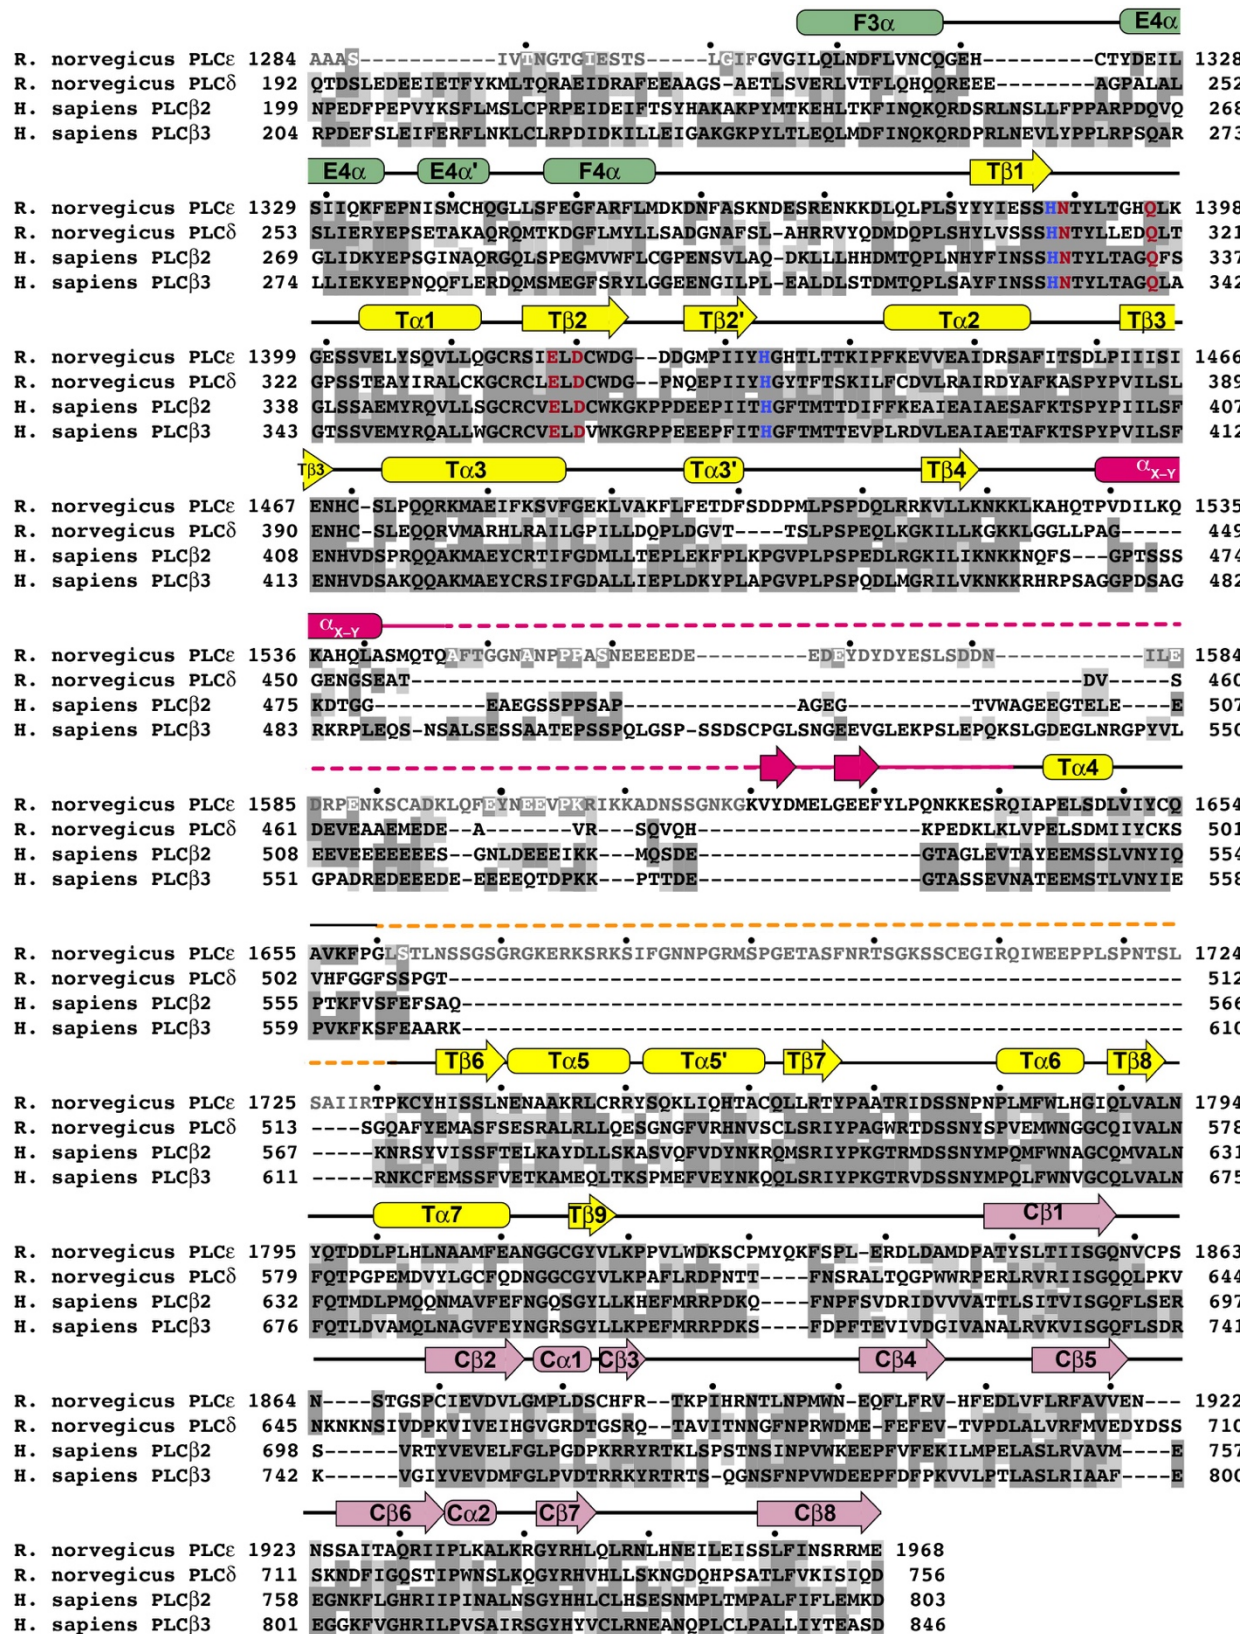 F3α E4α
R. norvegicus PLCε 1284 AAAS-----------IVTNGTGIESTS-----LGIFGVGILQLNDFLVNCQGEH---------CTYDEIL 1328
R. norvegicus PLCδ 192 QTDSLEDEEIETFYKMLTQRAEIDRAFEEAAGS-AETLSVERLVTFLQHQQREEE--------AGPALAL 252
H. sapiens PLCβ2 199 NPEDFPEPVYKSFLMSLCPRPEIDEIFTSYHAKAKPYMTKEHLTKFINQKQRDSRLNSLLFPPARPDQVQ 268
H. sapiens PLCβ3 204 RPDEFSLEIFERFLNKLCLRPDIDKILLEIGAKGKPYLTLEQLMDFINQKQRDPRLNEVLYPPLRPSQAR 273
E4α E4α' F4α Tβ1
R. norvegicus PLCε 1329 SIIQKFEPNISMCHQGLLSFEGFARFLMDKDNFASKNDESRENKKDLQLPLSYYYIESSHNTYLTGHQLK 1398
R. norvegicus PLCδ 253 SLIERYEPSETAKAQRQMTKDGFLMYLLSADGNAFSL-AHRRVYQDMDQPLSHYLVSSSHNTYLLEDQLT 321
H. sapiens PLCβ2 269 GLIDKYEPSGINAQRGQLSPEGMVWFLCGPENSVLAQ-DKLLLHHDMTQPLNHYFINSSHNTYLTAGQFS 337
H. sapiens PLCβ3 274 LLIEKYEPNQQFLERDQMSMEGFSRYLGGEENGILPL-EALDLSTDMTQPLSAYFINSSHNTYLTAGQLA 342
Tα1 Tβ2 Tβ2' Tα2 Tβ3
R. norvegicus PLCε 1399 GESSVELYSQVLLQGCRSIELDCWDG--DDGMPIIYHGHTLTTKIPFKEVVEAIDRSAFITSDLPIIISI 1466
R. norvegicus PLCδ 322 GPSSTEAYIRALCKGCRCLELDCWDG--PNQEPIIYHGYTFTSKILFCDVLRAIRDYAFKASPYPVILSL 389
H. sapiens PLCβ2 338 GLSSAEMYRQVLLSGCRCVELDCWKGKPPDEEPIITHGFTMTTDIFFKEAIEAIAESAFKTSPYPIILSF 407
H. sapiens PLCβ3 343 GTSSVEMYRQALLWGCRCVELDVWKGRPPEEEPFITHGFTMTTEVPLRDVLEAIAETAFKTSPYPVILSF 412
Tβ3 Tα3 Tα3' Tβ4 αX–Y
R. norvegicus PLCε 1467 ENHC-SLPQQRKMAEIFKSVFGEKLVAKFLFETDFSDDPMLPSPDQLRRKVLLKNKKLKAHQTPVDILKQ 1535
R. norvegicus PLCδ 390 ENHC-SLEQQRVMARHLRAILGPILLDQPLDGVT----TSLPSPEQLKGKILLKGKKLGGLLPAG----- 449
H. sapiens PLCβ2 408 ENHVDSPRQQAKMAEYCRTIFGDMLLTEPLEKFPLKPGVPLPSPEDLRGKILIKNKKNQFS---GPTSSS 474
H. sapiens PLCβ3 413 ENHVDSAKQQAKMAEYCRSIFGDALLIEPLDKYPLAPGVPLPSPQDLMGRILVKNKKRHRPSAGGPDSAG 482
αX–Y
R. norvegicus PLCε 1536 KAHQLASMQTQAFTGGNANPPPASNEEEEDE---------EDEYDYDYESLSDDN------------ILE 1584
R. norvegicus PLCδ 450 GENGSEAT------------------------------------------------------DV-----S 460
H. sapiens PLCβ2 475 KDTGG---------EAEGSSPPSAP--------------AGEG----------TVWAGEEGTELE----E 507
H. sapiens PLCβ3 483 RKRPLEQS-NSALSESSAATEPSSPQLGSP-SSDSCPGLSNGEEVGLEKPSLEPQKSLGDEGLNRGPYVL 550
Tα4
R. norvegicus PLCε 1585 DRPENKSCADKLQFEYNEEVPKRIKKADNSSGNKGKVYDMELGEEFYLPQNKKESRQIAPELSDLVIYCQ 1654
R. norvegicus PLCδ 461 DEVEAAEMEDE--A-------VR---SQVQH------------------KPEDKLKLVPELSDMIIYCKS 501
H. sapiens PLCβ2 508 EEVEEEEEEES--GNLDEEEIKK---MQSDE------------------GTAGLEVTAYEEMSSLVNYIQ 554
H. sapiens PLCβ3 551 GPADREDEEEDE-EEEEQTDPKK---PTTDE------------------GTASSEVNATEEMSTLVNYIE 558
R. norvegicus PLCε 1655 AVKFPGLSTLNSSGSGRGKERKSRKSIFGNNPGRMSPGETASFNRTSGKSSCEGIRQIWEEPPLSPNTSL 1724
R. norvegicus PLCδ 502 VHFGGFSSPGT----------------------------------------------------------- 512
H. sapiens PLCβ2 555 PTKFVSFEFSAQ---------------------------------------------------------- 566
H. sapiens PLCβ3 559 PVKFKSFEAARK---------------------------------------------------------- 610
Tβ6 Tα5 Tα5' Tβ7 Tα6 Tβ8
R. norvegicus PLCε 1725 SAIIRTPKCYHISSLNENAAKRLCRRYSQKLIQHTACQLLRTYPAATRIDSSNPNPLMFWLHGIQLVALN 1794
R. norvegicus PLCδ 513 ----SGQAFYEMASFSESRALRLLQESGNGFVRHNVSCLSRIYPAGWRTDSSNYSPVEMWNGGCQIVALN 578
H. sapiens PLCβ2 567 -----KNRSYVISSFTELKAYDLLSKASVQFVDYNKRQMSRIYPKGTRMDSSNYMPQMFWNAGCQMVALN 631
H. sapiens PLCβ3 611 -----RNKCFEMSSFVETKAMEQLTKSPMEFVEYNKQQLSRIYPKGTRVDSSNYMPQLFWNVGCQLVALN 675
Tα7 Tβ9 Cβ1
R. norvegicus PLCε 1795 YQTDDLPLHLNAAMFEANGGCGYVLKPPVLWDKSCPMYQKFSPL-ERDLDAMDPATYSLTIISGQNVCPS 1863
R. norvegicus PLCδ 579 FQTPGPEMDVYLGCFQDNGGCGYVLKPAFLRDPNTT----FNSRALTQGPWWRPERLRVRIISGQQLPKV 644
H. sapiens PLCβ2 632 FQTMDLPMQQNMAVFEFNGQSGYLLKHEFMRRPDKQ----FNPFSVDRIDVVVATTLSITVISGQFLSER 697
H. sapiens PLCβ3 676 FQTLDVAMQLNAGVFEYNGRSGYLLKPEFMRRPDKS----FDPFTEVIVDGIVANALRVKVISGQFLSDR 741
Cβ2 Cα1 Cβ3 Cβ4 Cβ5
R. norvegicus PLCε 1864 N----STGSPCIEVDVLGMPLDSCHFR--TKPIHRNTLNPMWN-EQFLFRV-HFEDLVFLRFAVVEN--- 1922
R. norvegicus PLCδ 645 NKNKNSIVDPKVIVEIHGVGRDTGSRQ--TAVITNNGFNPRWDME-FEFEV-TVPDLALVRFMVEDYDSS 710
H. sapiens PLCβ2 698 S------VRTYVEVELFGLPGDPKRRYRTKLSPSTNSINPVWKEEPFVFEKILMPELASLRVAVM----E 757
H. sapiens PLCβ3 742 K------VGIYVEVDMFGLPVDTRRKYRTRTS-QGNSFNPVWDEEPFDFPKVVLPTLASLRIAAF----E 800
Cβ6 Cα2 Cβ7 Cβ8
R. norvegicus PLCε 1923 NSSAITAQRIIPLKALKRGYRHLQLRNLHNEILEISSLFINSRRME 1968
R. norvegicus PLCδ 711 SKNDFIGQSTIPWNSLKQGYRHVHLLSKNGDQHPSATLFVKISIQD 756
H. sapiens PLCβ2 758 EGNKFLGHRIIPINALNSGYHHLCLHSESNMPLTMPALFIFLEMKD 803
H. sapiens PLCβ3 801 EGGKFVGHRILPVSAIRSGYHYVCLRNEANQPLCLPALLIYTEASD 846